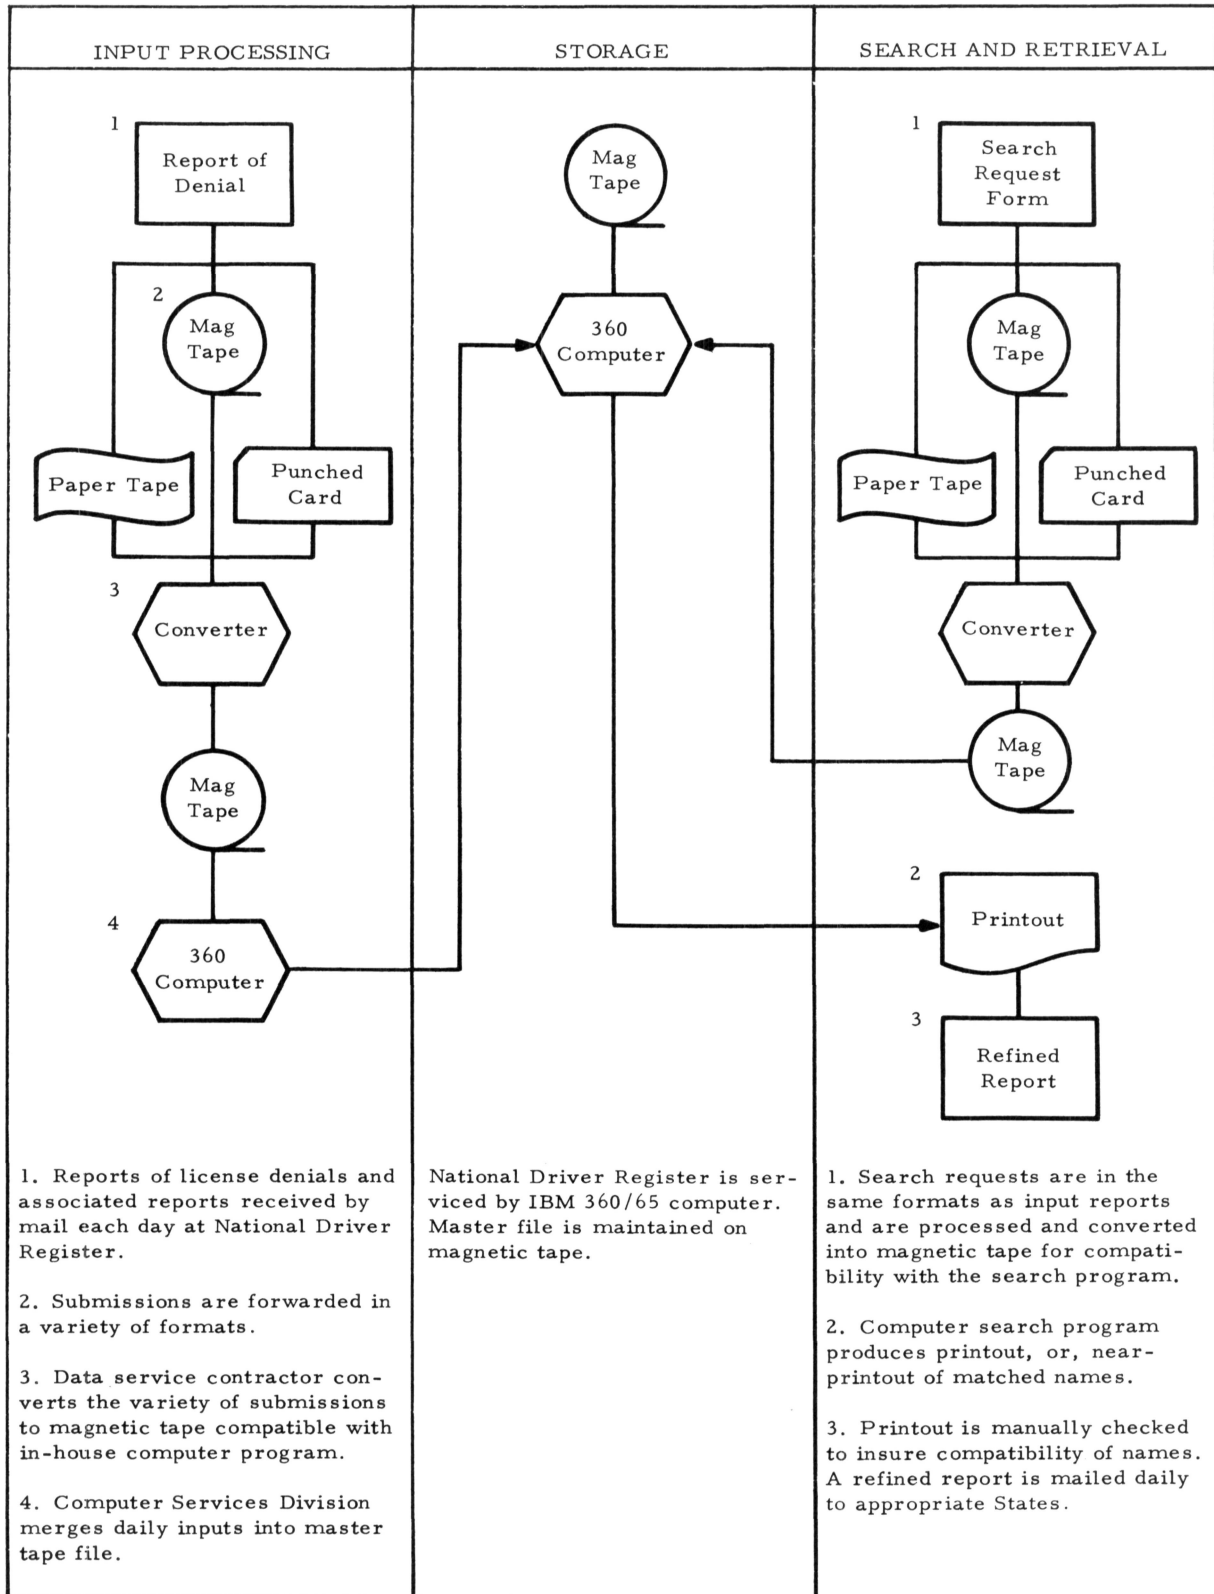 INPUT PROCESSING
STORAGE
SEARCH AND RETRIEVAL
1
Report of
Denial
2
Mag
Tape
Paper Tape
Punched
Card
3
Converter
Mag
Tape
4
360
Computer
1. Reports of license denials and
associated reports received by
mail each day at National Driver
Register.
2. Submissions are forwarded in
a variety of formats.
3. Data service contractor con-
verts the variety of submissions
to magnetic tape compatible with
in-house computer program.
4. Computer Services Division
merges daily inputs into master
tape file.
Mag
Tape
360
Computer
National Driver Register is ser-
viced by IBM 360/65 computer.
Master file is maintained on
magnetic tape.
1
Search
Request
Form
Mag
Tape
Paper Tape
Punched
Card
Converter
Mag
Tape
2
Printout
3
Refined
Report
1. Search requests are in the
same formats as input reports
and are processed and converted
into magnetic tape for compati-
bility with the search program.
2. Computer search program
produces printout, or, near-
printout of matched names.
3. Printout is manually checked
to insure compatibility of names.
A refined report is mailed daily
to appropriate States.